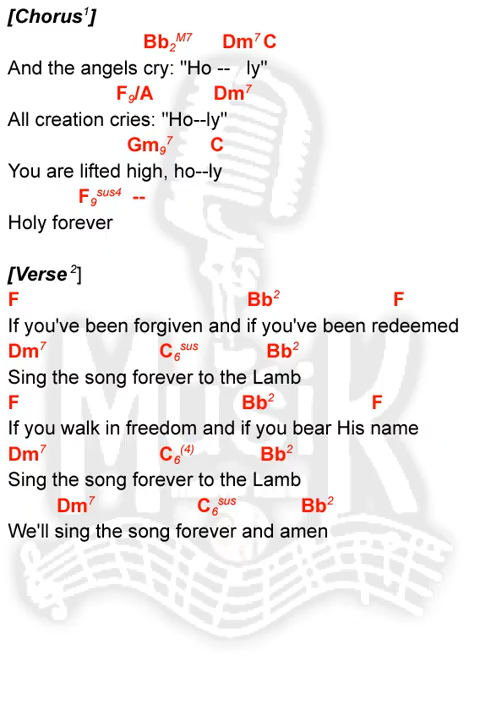 [Chorus¹]
Bb₂ᴹ⁷ Dm⁷ C
And the angels cry: "Ho -- ly"
F₉/A Dm⁷
All creation cries: "Ho--ly"
Gm₉⁷ C
You are lifted high, ho--ly
F₉ˢᵘˢ⁴ --
Holy forever
[Verse²]
F Bb² F
If you've been forgiven and if you've been redeemed
Dm⁷ C₆ˢᵘˢ Bb²
Sing the song forever to the Lamb
F Bb² F
If you walk in freedom and if you bear His name
Dm⁷ C₆⁽⁴⁾ Bb²
Sing the song forever to the Lamb
Dm⁷ C₆ˢᵘˢ Bb²
We'll sing the song forever and amen
MusiK